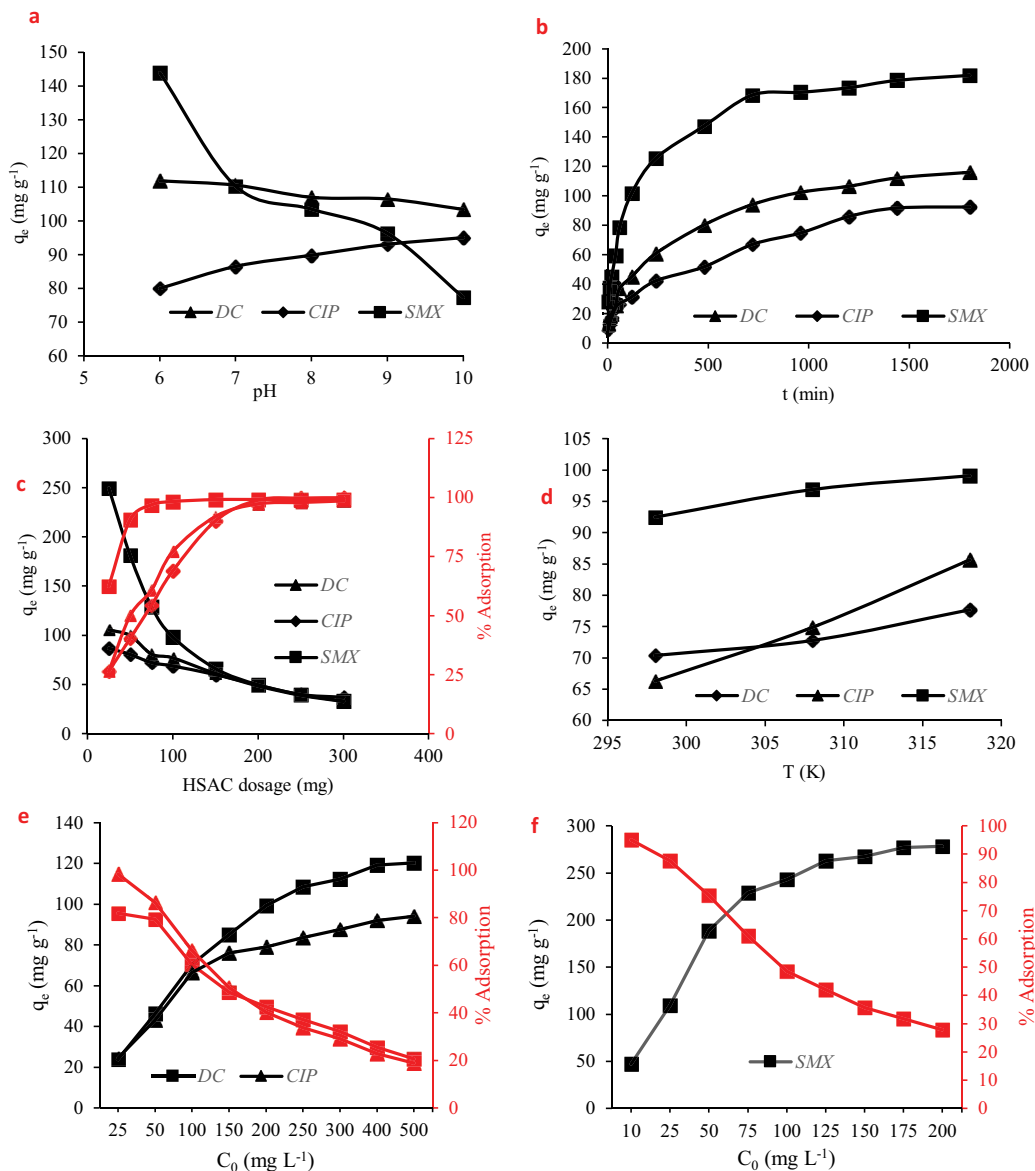 a
150
140
130
120
110
100
90
80
70
60
q_e (mg g⁻¹)
DC CIP SMX
5 6 7 8 9 10
pH
b
200
180
160
140
120
100
80
60
40
20
0
q_e (mg g⁻¹)
DC CIP SMX
0 500 1000 1500 2000
t (min)
c
300
250
200
150
100
50
0
q_e (mg g⁻¹)
125
100
75
50
25
0
% Adsorption
DC
CIP
SMX
0 100 200 300 400
HSAC dosage (mg)
d
105
100
95
90
85
80
75
70
65
60
q_e (mg g⁻¹)
DC CIP SMX
295 300 305 310 315 320
T (K)
e
140
120
100
80
60
40
20
0
q_e (mg g⁻¹)
120
100
80
60
40
20
0
% Adsorption
DC CIP
25 50 100 150 200 250 300 400 500
C₀ (mg L⁻¹)
f
300
250
200
150
100
50
0
q_e (mg g⁻¹)
100
90
80
70
60
50
40
30
20
10
0
% Adsorption
SMX
10 25 50 75 100 125 150 175 200
C₀ (mg L⁻¹)